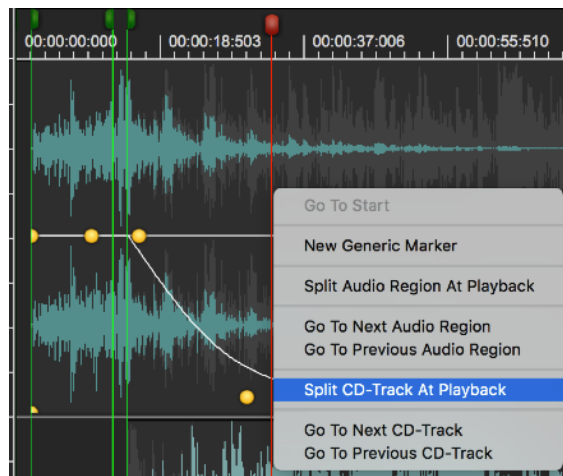 00:00:00:000 00:00:18:503 00:00:37:006 00:00:55:510
Go To Start
New Generic Marker
Split Audio Region At Playback
Go To Next Audio Region
Go To Previous Audio Region
Split CD-Track At Playback
Go To Next CD-Track
Go To Previous CD-Track